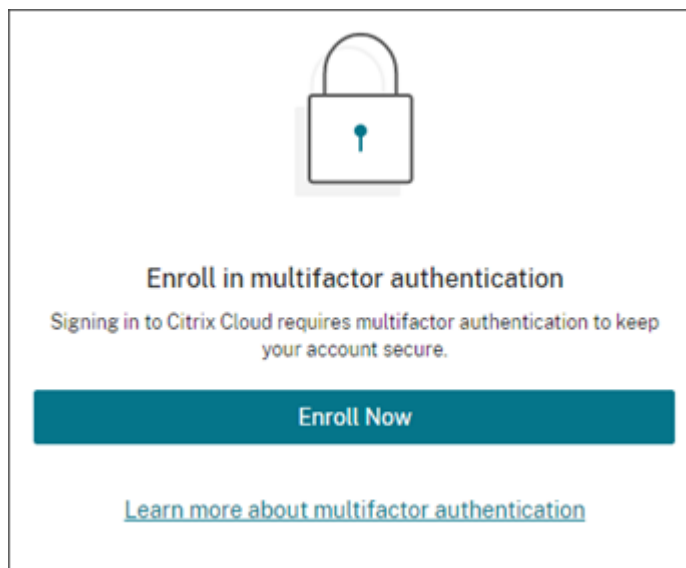 Enroll in multifactor authentication
Signing in to Citrix Cloud requires multifactor authentication to keep
your account secure.
Enroll Now
Learn more about multifactor authentication